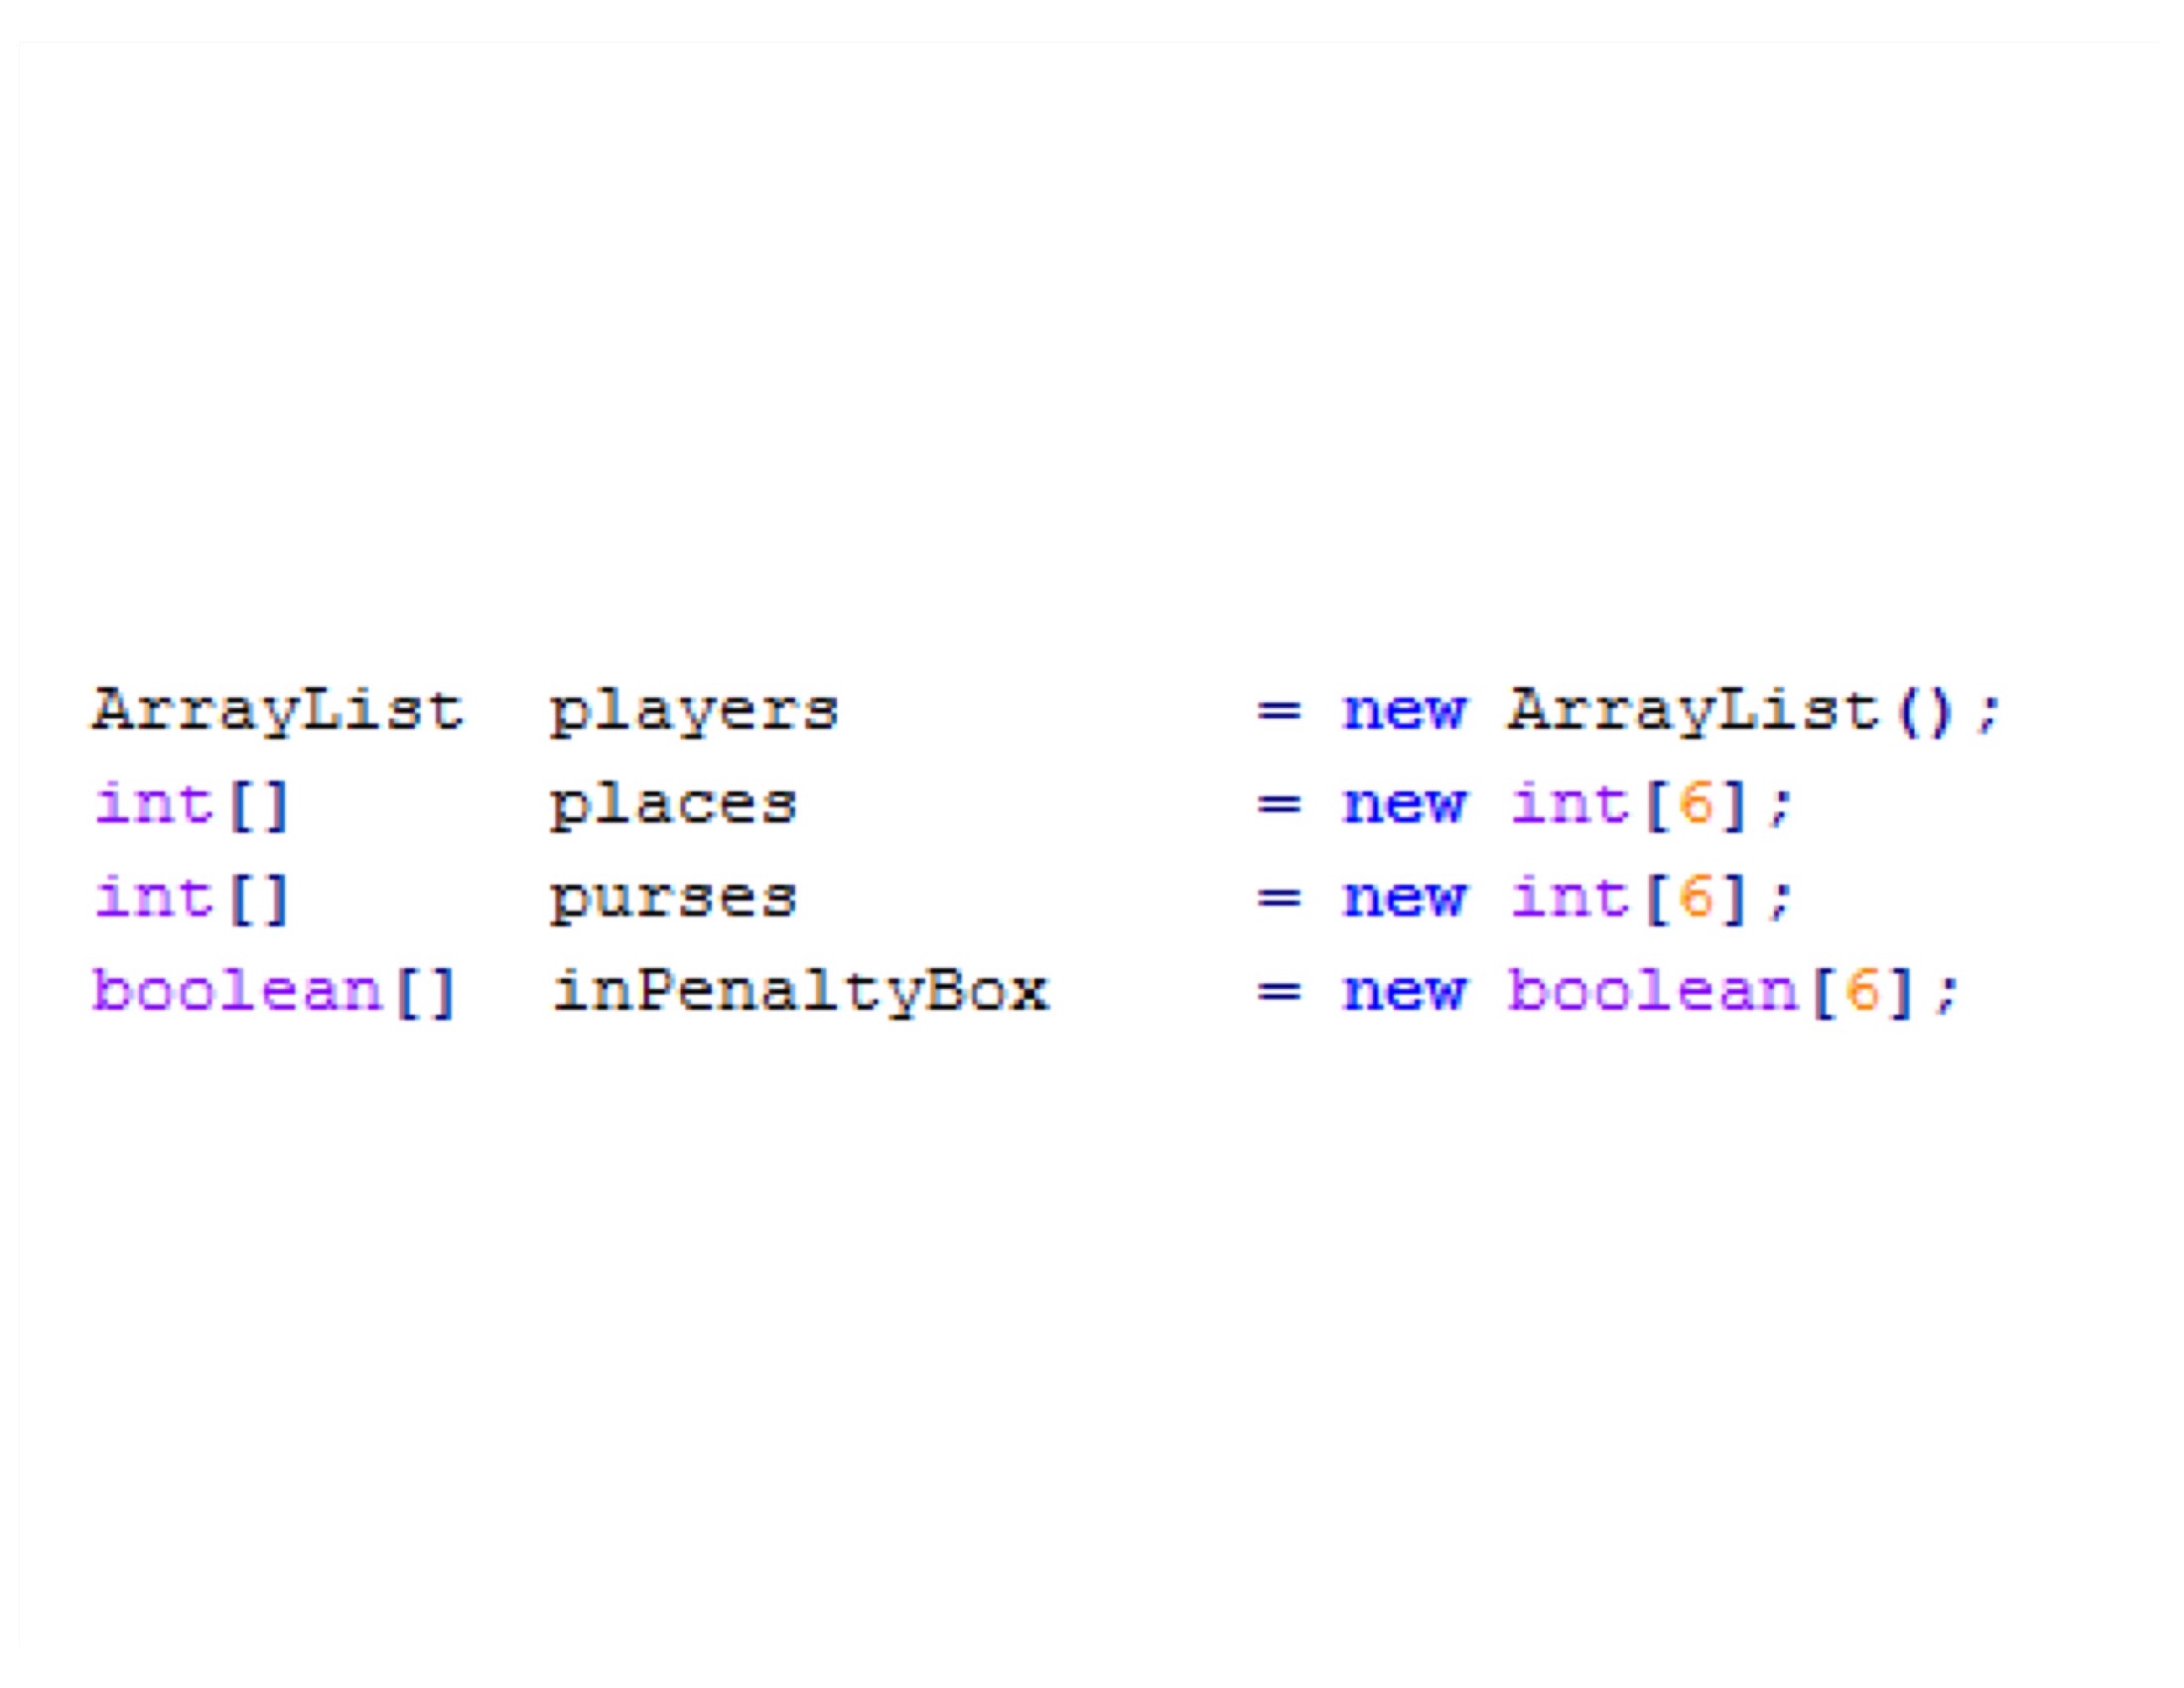 ArrayList  players          = new ArrayList();
int[]      places           = new int[6];
int[]      purses           = new int[6];
boolean[]  inPenaltyBox     = new boolean[6];